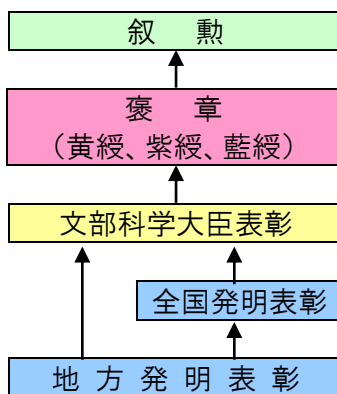 叙 勲
褒 章
(黄綬、紫綬、藍綬)
文部科学大臣表彰
全国発明表彰
地 方 発 明 表 彰